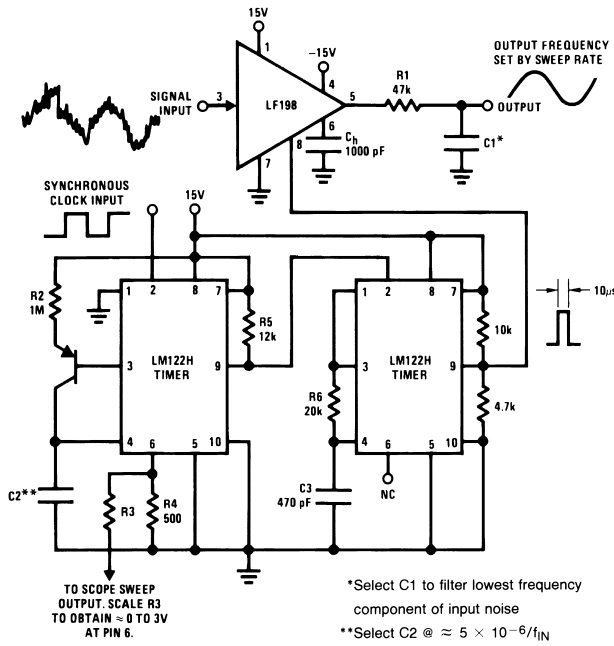 15V
1
-15V
4
OUTPUT FREQUENCY
SET BY SWEEP RATE
R1
47k
SIGNAL
INPUT
3
LF198
5
OUTPUT
6
8
Ch
1000 pF
C1*
7
SYNCHRONOUS
CLOCK INPUT
15V
R2
1M
1
2
8
7
R5
12k
3
LM122H
TIMER
9
4
6
5
10
C2**
R3
R4
500
TO SCOPE SWEEP
OUTPUT. SCALE R3
TO OBTAIN ≈ 0 TO 3V
AT PIN 6.
1
2
8
7
10k
10μs
3
LM122H
TIMER
9
R6
20k
4.7k
4
6
5
10
C3
470 pF
NC
*Select C1 to filter lowest frequency
component of input noise
**Select C2 @ ≈ 5 × 10⁻⁶/fIN